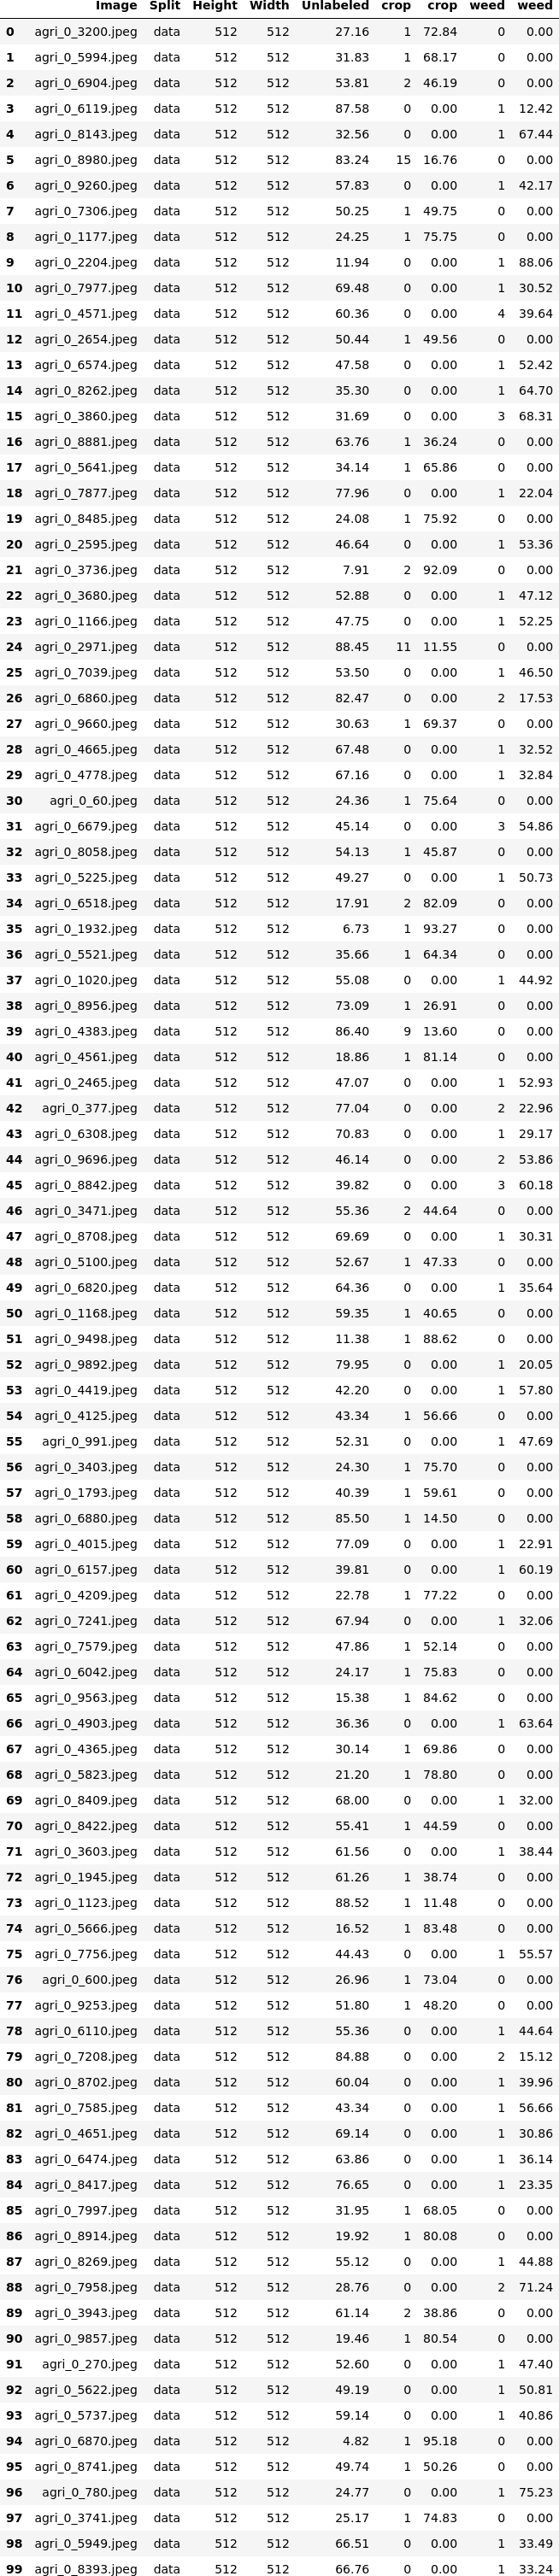 Image Split Height Width Unlabeled crop crop weed weed
0 agri_0_3200.jpeg data 512 512 27.16 1 72.84 0 0.00
1 agri_0_5994.jpeg data 512 512 31.83 1 68.17 0 0.00
2 agri_0_6904.jpeg data 512 512 53.81 2 46.19 0 0.00
3 agri_0_6119.jpeg data 512 512 87.58 0 0.00 1 12.42
4 agri_0_8143.jpeg data 512 512 32.56 0 0.00 1 67.44
5 agri_0_8980.jpeg data 512 512 83.24 15 16.76 0 0.00
6 agri_0_9260.jpeg data 512 512 57.83 0 0.00 1 42.17
7 agri_0_7306.jpeg data 512 512 50.25 1 49.75 0 0.00
8 agri_0_1177.jpeg data 512 512 24.25 1 75.75 0 0.00
9 agri_0_2204.jpeg data 512 512 11.94 0 0.00 1 88.06
10 agri_0_7977.jpeg data 512 512 69.48 0 0.00 1 30.52
11 agri_0_4571.jpeg data 512 512 60.36 0 0.00 4 39.64
12 agri_0_2654.jpeg data 512 512 50.44 1 49.56 0 0.00
13 agri_0_6574.jpeg data 512 512 47.58 0 0.00 1 52.42
14 agri_0_8262.jpeg data 512 512 35.30 0 0.00 1 64.70
15 agri_0_3860.jpeg data 512 512 31.69 0 0.00 3 68.31
16 agri_0_8881.jpeg data 512 512 63.76 1 36.24 0 0.00
17 agri_0_5641.jpeg data 512 512 34.14 1 65.86 0 0.00
18 agri_0_7877.jpeg data 512 512 77.96 0 0.00 1 22.04
19 agri_0_8485.jpeg data 512 512 24.08 1 75.92 0 0.00
20 agri_0_2595.jpeg data 512 512 46.64 0 0.00 1 53.36
21 agri_0_3736.jpeg data 512 512 7.91 2 92.09 0 0.00
22 agri_0_3680.jpeg data 512 512 52.88 0 0.00 1 47.12
23 agri_0_1166.jpeg data 512 512 47.75 0 0.00 1 52.25
24 agri_0_2971.jpeg data 512 512 88.45 11 11.55 0 0.00
25 agri_0_7039.jpeg data 512 512 53.50 0 0.00 1 46.50
26 agri_0_6860.jpeg data 512 512 82.47 0 0.00 2 17.53
27 agri_0_9660.jpeg data 512 512 30.63 1 69.37 0 0.00
28 agri_0_4665.jpeg data 512 512 67.48 0 0.00 1 32.52
29 agri_0_4778.jpeg data 512 512 67.16 0 0.00 1 32.84
30 agri_0_60.jpeg data 512 512 24.36 1 75.64 0 0.00
31 agri_0_6679.jpeg data 512 512 45.14 0 0.00 3 54.86
32 agri_0_8058.jpeg data 512 512 54.13 1 45.87 0 0.00
33 agri_0_5225.jpeg data 512 512 49.27 0 0.00 1 50.73
34 agri_0_6518.jpeg data 512 512 17.91 2 82.09 0 0.00
35 agri_0_1932.jpeg data 512 512 6.73 1 93.27 0 0.00
36 agri_0_5521.jpeg data 512 512 35.66 1 64.34 0 0.00
37 agri_0_1020.jpeg data 512 512 55.08 0 0.00 1 44.92
38 agri_0_8956.jpeg data 512 512 73.09 1 26.91 0 0.00
39 agri_0_4383.jpeg data 512 512 86.40 9 13.60 0 0.00
40 agri_0_4561.jpeg data 512 512 18.86 1 81.14 0 0.00
41 agri_0_2465.jpeg data 512 512 47.07 0 0.00 1 52.93
42 agri_0_377.jpeg data 512 512 77.04 0 0.00 2 22.96
43 agri_0_6308.jpeg data 512 512 70.83 0 0.00 1 29.17
44 agri_0_9696.jpeg data 512 512 46.14 0 0.00 2 53.86
45 agri_0_8842.jpeg data 512 512 39.82 0 0.00 3 60.18
46 agri_0_3471.jpeg data 512 512 55.36 2 44.64 0 0.00
47 agri_0_8708.jpeg data 512 512 69.69 0 0.00 1 30.31
48 agri_0_5100.jpeg data 512 512 52.67 1 47.33 0 0.00
49 agri_0_6820.jpeg data 512 512 64.36 0 0.00 1 35.64
50 agri_0_1168.jpeg data 512 512 59.35 1 40.65 0 0.00
51 agri_0_9498.jpeg data 512 512 11.38 1 88.62 0 0.00
52 agri_0_9892.jpeg data 512 512 79.95 0 0.00 1 20.05
53 agri_0_4419.jpeg data 512 512 42.20 0 0.00 1 57.80
54 agri_0_4125.jpeg data 512 512 43.34 1 56.66 0 0.00
55 agri_0_991.jpeg data 512 512 52.31 0 0.00 1 47.69
56 agri_0_3403.jpeg data 512 512 24.30 1 75.70 0 0.00
57 agri_0_1793.jpeg data 512 512 40.39 1 59.61 0 0.00
58 agri_0_6880.jpeg data 512 512 85.50 1 14.50 0 0.00
59 agri_0_4015.jpeg data 512 512 77.09 0 0.00 1 22.91
60 agri_0_6157.jpeg data 512 512 39.81 0 0.00 1 60.19
61 agri_0_4209.jpeg data 512 512 22.78 1 77.22 0 0.00
62 agri_0_7241.jpeg data 512 512 67.94 0 0.00 1 32.06
63 agri_0_7579.jpeg data 512 512 47.86 1 52.14 0 0.00
64 agri_0_6042.jpeg data 512 512 24.17 1 75.83 0 0.00
65 agri_0_9563.jpeg data 512 512 15.38 1 84.62 0 0.00
66 agri_0_4903.jpeg data 512 512 36.36 0 0.00 1 63.64
67 agri_0_4365.jpeg data 512 512 30.14 1 69.86 0 0.00
68 agri_0_5823.jpeg data 512 512 21.20 1 78.80 0 0.00
69 agri_0_8409.jpeg data 512 512 68.00 0 0.00 1 32.00
70 agri_0_8422.jpeg data 512 512 55.41 1 44.59 0 0.00
71 agri_0_3603.jpeg data 512 512 61.56 0 0.00 1 38.44
72 agri_0_1945.jpeg data 512 512 61.26 1 38.74 0 0.00
73 agri_0_1123.jpeg data 512 512 88.52 1 11.48 0 0.00
74 agri_0_5666.jpeg data 512 512 16.52 1 83.48 0 0.00
75 agri_0_7756.jpeg data 512 512 44.43 0 0.00 1 55.57
76 agri_0_600.jpeg data 512 512 26.96 1 73.04 0 0.00
77 agri_0_9253.jpeg data 512 512 51.80 1 48.20 0 0.00
78 agri_0_6110.jpeg data 512 512 55.36 0 0.00 1 44.64
79 agri_0_7208.jpeg data 512 512 84.88 0 0.00 2 15.12
80 agri_0_8702.jpeg data 512 512 60.04 0 0.00 1 39.96
81 agri_0_7585.jpeg data 512 512 43.34 0 0.00 1 56.66
82 agri_0_4651.jpeg data 512 512 69.14 0 0.00 1 30.86
83 agri_0_6474.jpeg data 512 512 63.86 0 0.00 1 36.14
84 agri_0_8417.jpeg data 512 512 76.65 0 0.00 1 23.35
85 agri_0_7997.jpeg data 512 512 31.95 1 68.05 0 0.00
86 agri_0_8914.jpeg data 512 512 19.92 1 80.08 0 0.00
87 agri_0_8269.jpeg data 512 512 55.12 0 0.00 1 44.88
88 agri_0_7958.jpeg data 512 512 28.76 0 0.00 2 71.24
89 agri_0_3943.jpeg data 512 512 61.14 2 38.86 0 0.00
90 agri_0_9857.jpeg data 512 512 19.46 1 80.54 0 0.00
91 agri_0_270.jpeg data 512 512 52.60 0 0.00 1 47.40
92 agri_0_5622.jpeg data 512 512 49.19 0 0.00 1 50.81
93 agri_0_5737.jpeg data 512 512 59.14 0 0.00 1 40.86
94 agri_0_6870.jpeg data 512 512 4.82 1 95.18 0 0.00
95 agri_0_8741.jpeg data 512 512 49.74 1 50.26 0 0.00
96 agri_0_780.jpeg data 512 512 24.77 0 0.00 1 75.23
97 agri_0_3741.jpeg data 512 512 25.17 1 74.83 0 0.00
98 agri_0_5949.jpeg data 512 512 66.51 0 0.00 1 33.49
99 agri_0_8393.jpeg data 512 512 66.76 0 0.00 1 33.24